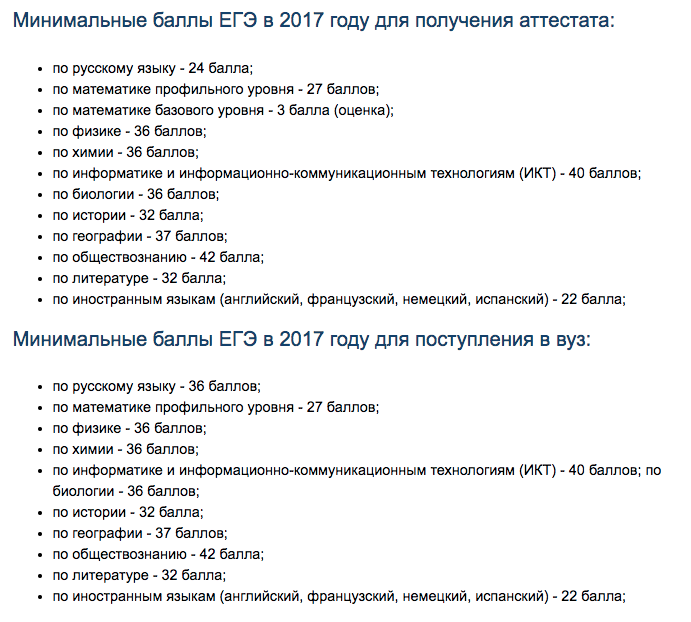 Минимальные баллы ЕГЭ в 2017 году для получения аттестата:
• по русскому языку - 24 балла;
• по математике профильного уровня - 27 баллов;
• по математике базового уровня - 3 балла (оценка);
• по физике - 36 баллов;
• по химии - 36 баллов;
• по информатике и информационно-коммуникационным технологиям (ИКТ) - 40 баллов;
• по биологии - 36 баллов;
• по истории - 32 балла;
• по географии - 37 баллов;
• по обществознанию - 42 балла;
• по литературе - 32 балла;
• по иностранным языкам (английский, французский, немецкий, испанский) - 22 балла;
Минимальные баллы ЕГЭ в 2017 году для поступления в вуз:
• по русскому языку - 36 баллов;
• по математике профильного уровня - 27 баллов;
• по физике - 36 баллов;
• по химии - 36 баллов;
• по информатике и информационно-коммуникационным технологиям (ИКТ) - 40 баллов; по
биологии - 36 баллов;
• по истории - 32 балла;
• по географии - 37 баллов;
• по обществознанию - 42 балла;
• по литературе - 32 балла;
• по иностранным языкам (английский, французский, немецкий, испанский) - 22 балла;